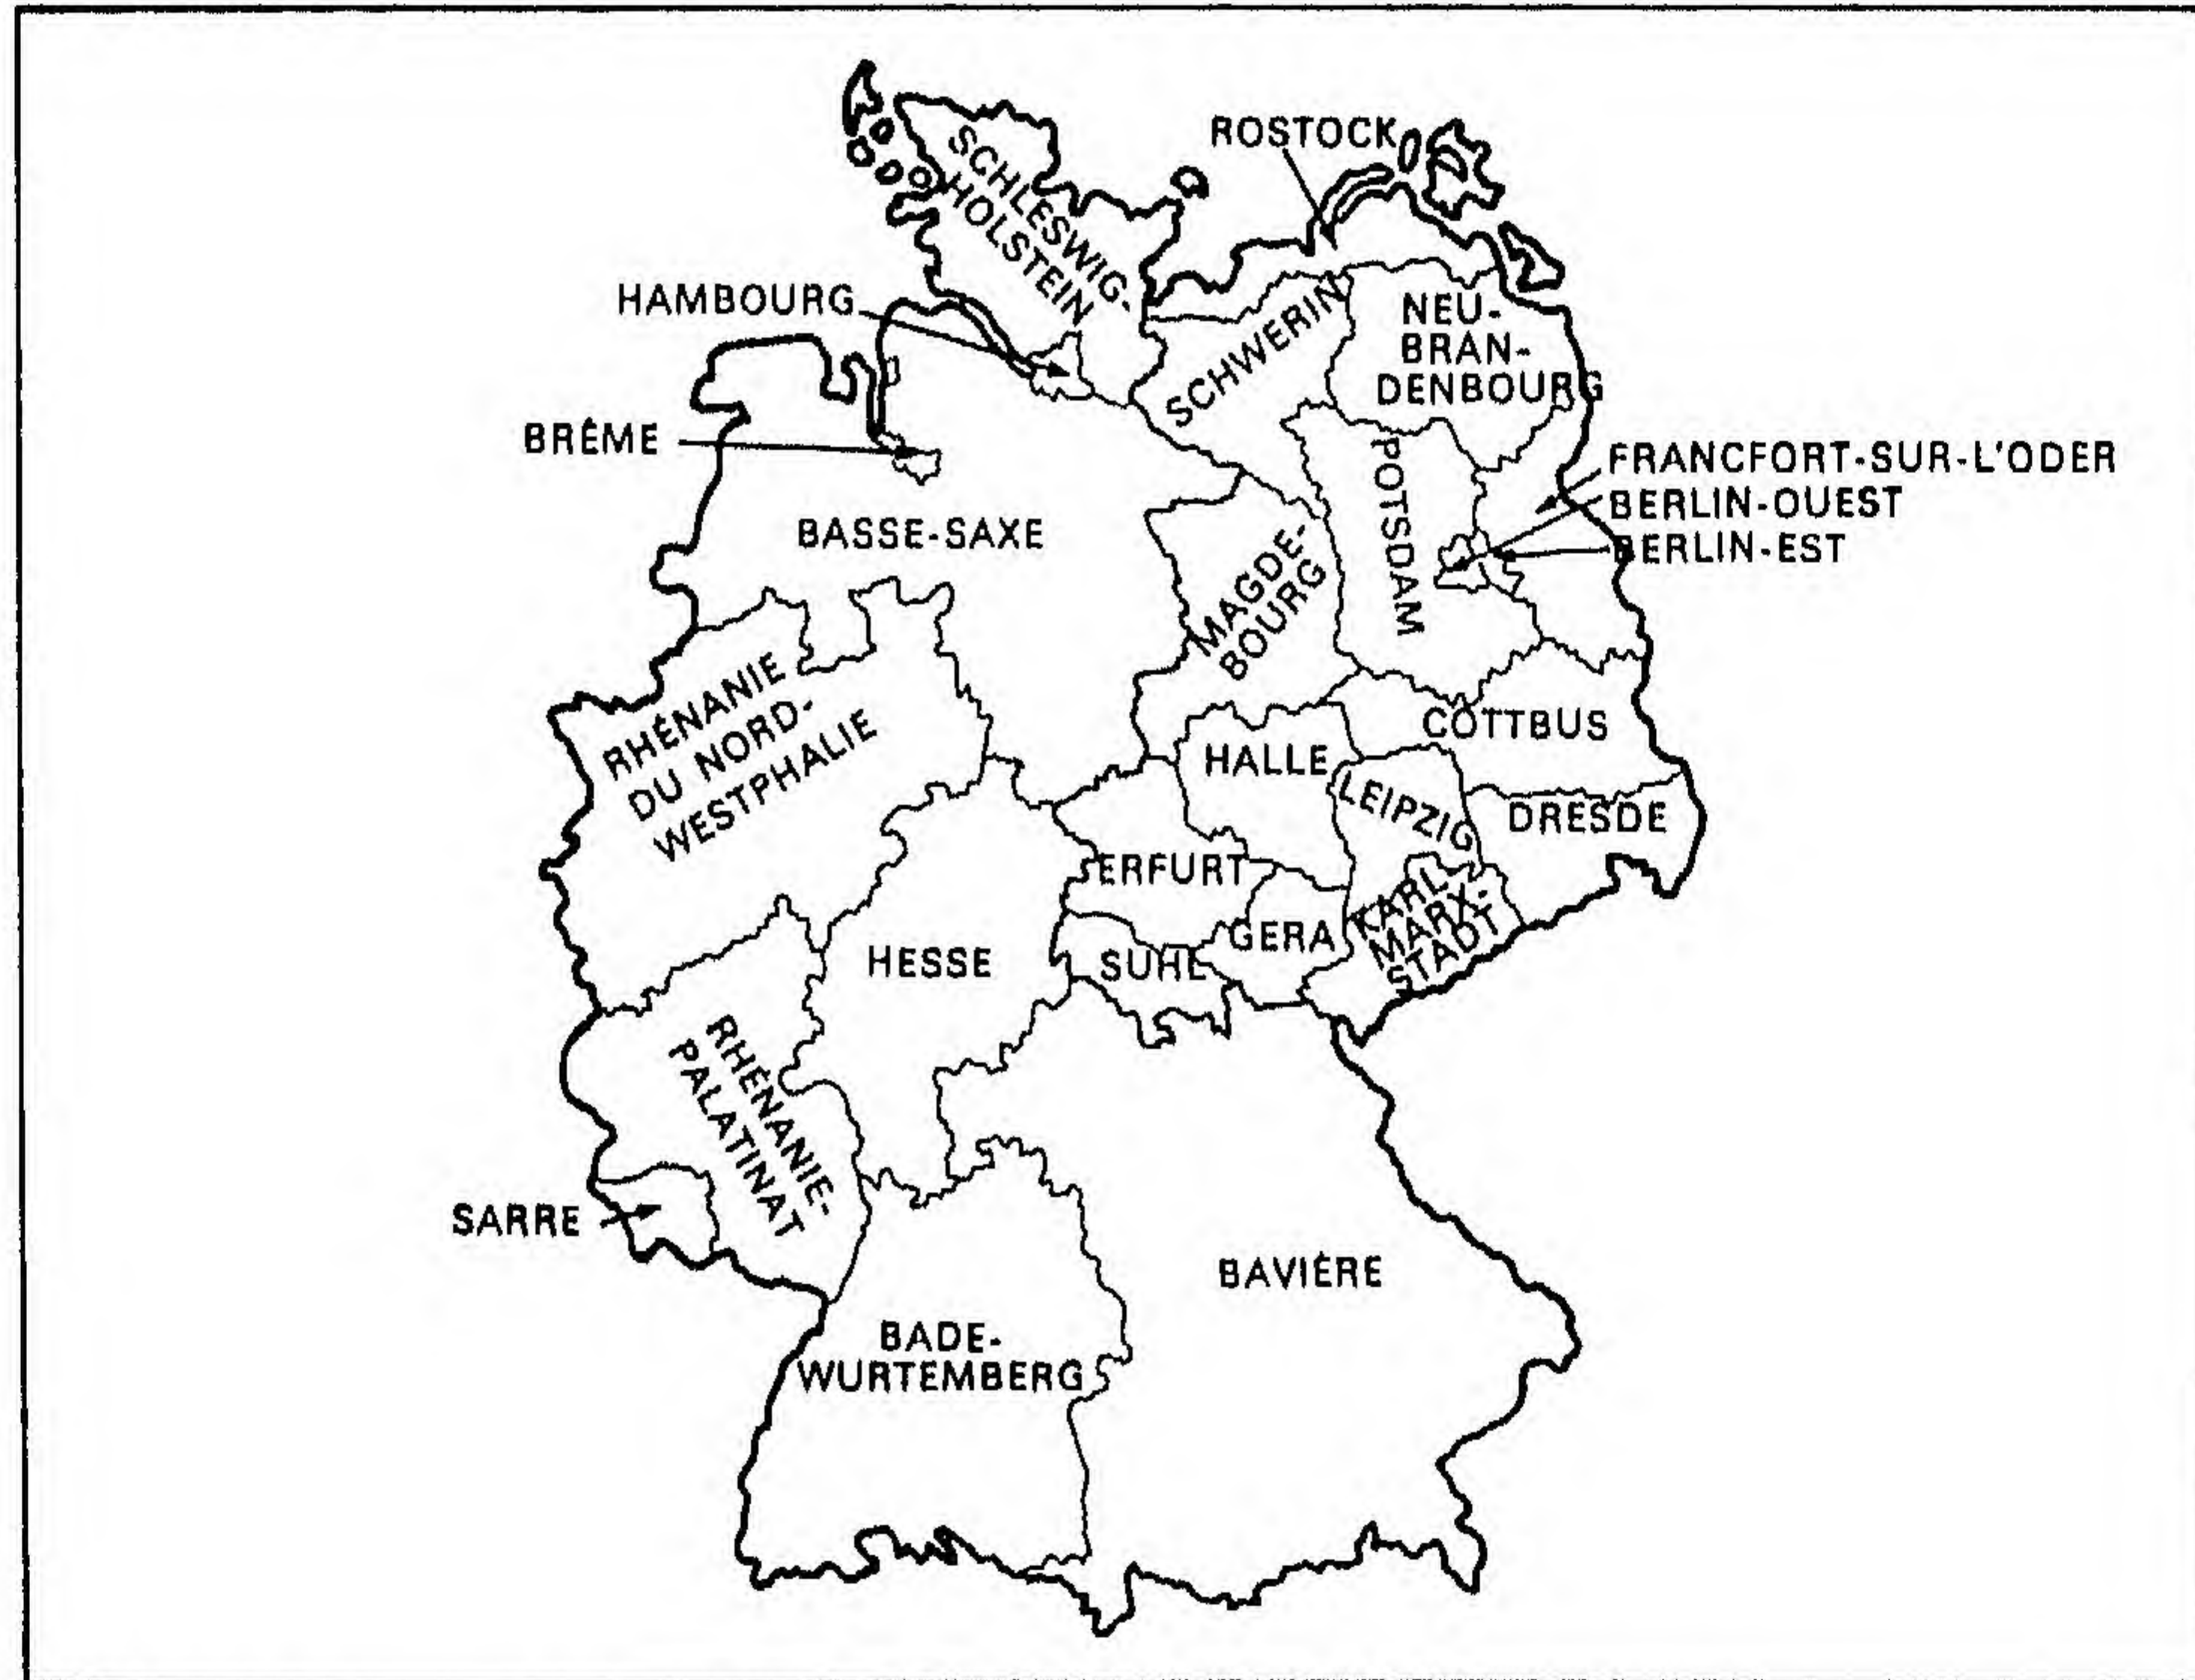 ROSTOCK
SCHLESWIG-
HOLSTEIN
HAMBOURG
SCHWERIN
NEU-
BRAN-
DENBOURG
BRÊME
POTSDAM
FRANCFORT-SUR-L'ODER
BERLIN-OUEST
BERLIN-EST
BASSE-SAXE
MAGDE-
BOURG
RHÉNANIE
DU NORD-
WESTPHALIE
COTTBUS
HALLE
LEIPZIG
DRESDE
ERFURT
KARL-
MARX-
STADT
GERA
SUHL
HESSE
RHÉNANIE-
PALATINAT
SARRE
BAVIÈRE
BADE-
WURTEMBERG